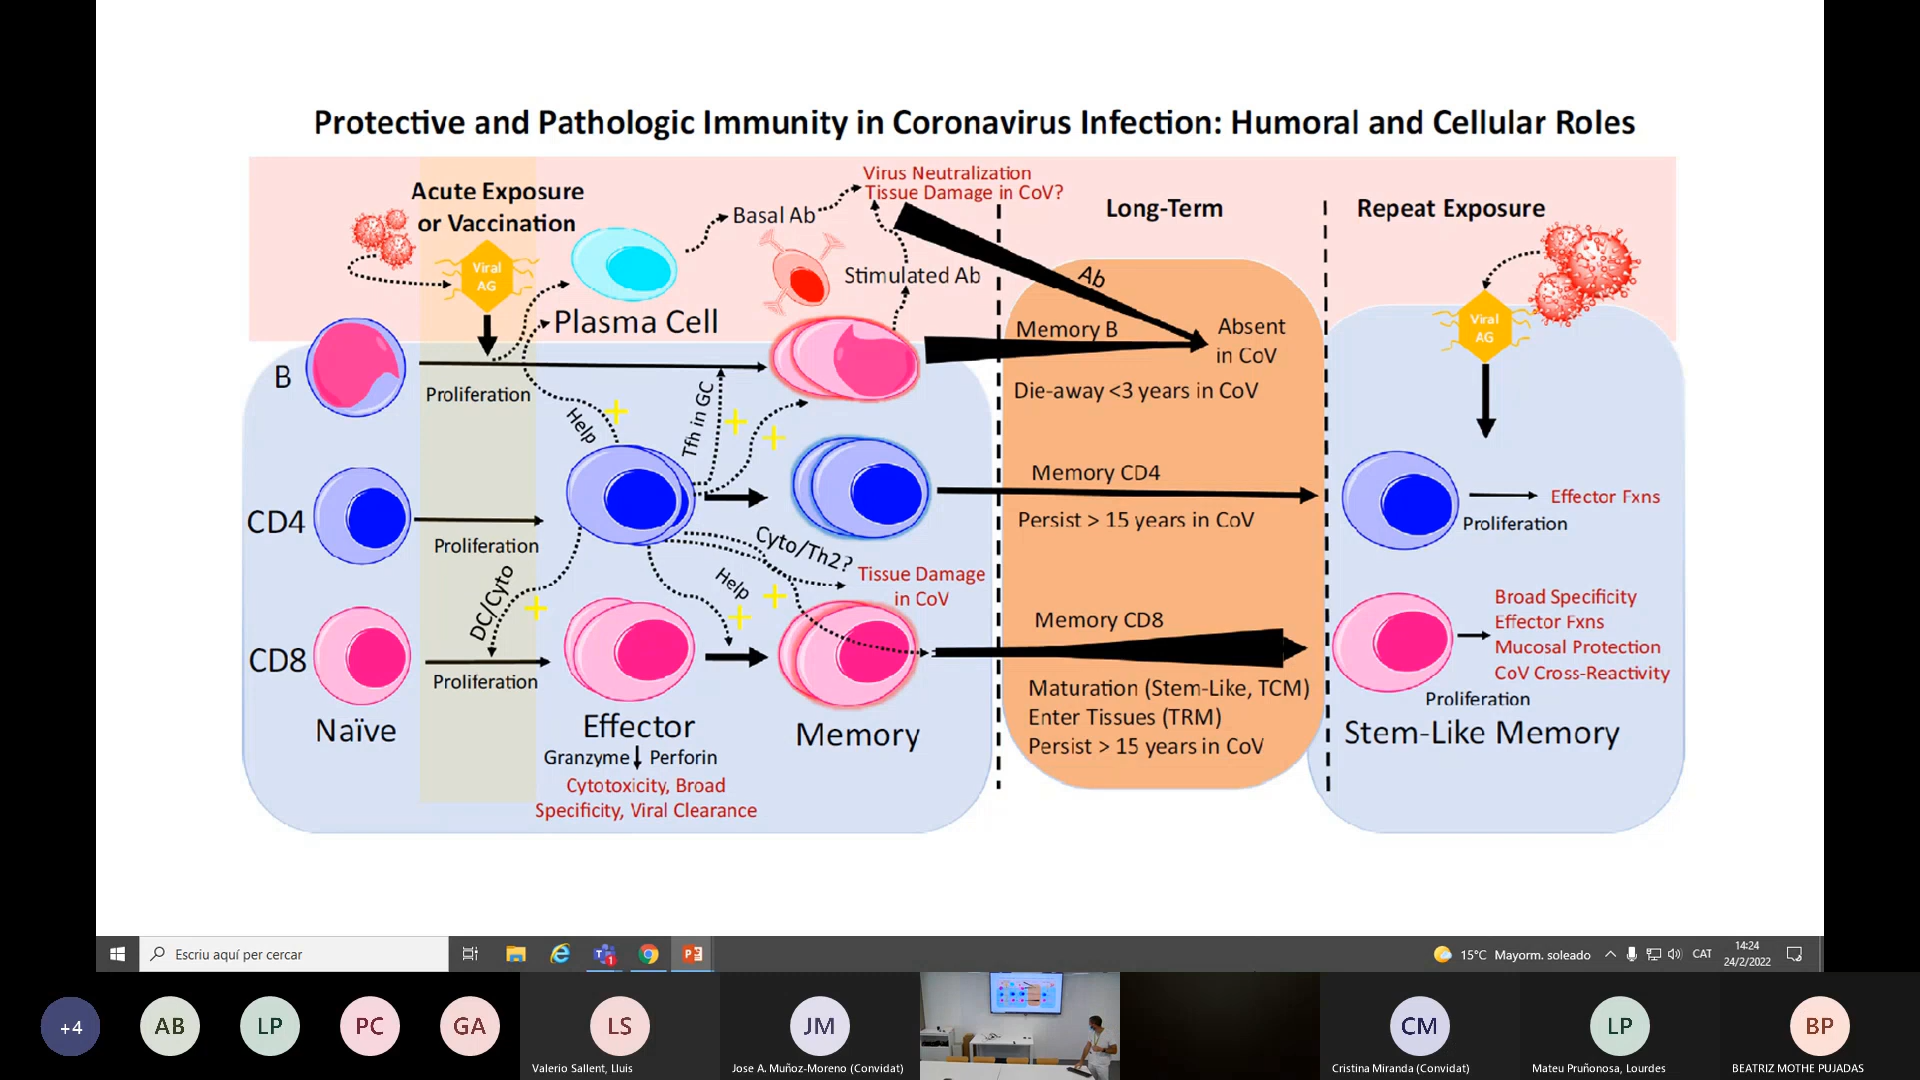 Protective and Pathologic Immunity in Coronavirus Infection: Humoral and Cellular Roles
Acute Exposure
or Vaccination
Viral
AG
Basal Ab
Virus Neutralization
Tissue Damage in CoV?
Stimulated Ab
Plasma Cell
Long-Term
Repeat Exposure
Viral
AG
Ab
Memory B
Absent
in CoV
Die-away <3 years in CoV
B
Proliferation
Help
Tfh in GC
CD4
Proliferation
Memory CD4
Persist > 15 years in CoV
Effector Fxns
Proliferation
Cyto/Th2?
Tissue Damage
in CoV
DC/Cyto
Help
CD8
Proliferation
Memory CD8
Maturation (Stem-Like, TCM)
Enter Tissues (TRM)
Persist > 15 years in CoV
Broad Specificity
Effector Fxns
Mucosal Protection
CoV Cross-Reactivity
Proliferation
Naïve
Effector
Memory
Stem-Like Memory
Granzyme Perforin
Cytotoxicity, Broad
Specificity, Viral Clearance
Escriu aquí per cercar
15°C Mayorm. soleado
CAT
14:24
24/2/2022
+4
AB
LP
PC
GA
LS
Valerio Sallent, Lluis
JM
Jose A. Muñoz-Moreno (Convidat)
CM
Cristina Miranda (Convidat)
LP
Mateu Pruñonosa, Lourdes
BP
BEATRIZ MOTHE PUJADAS